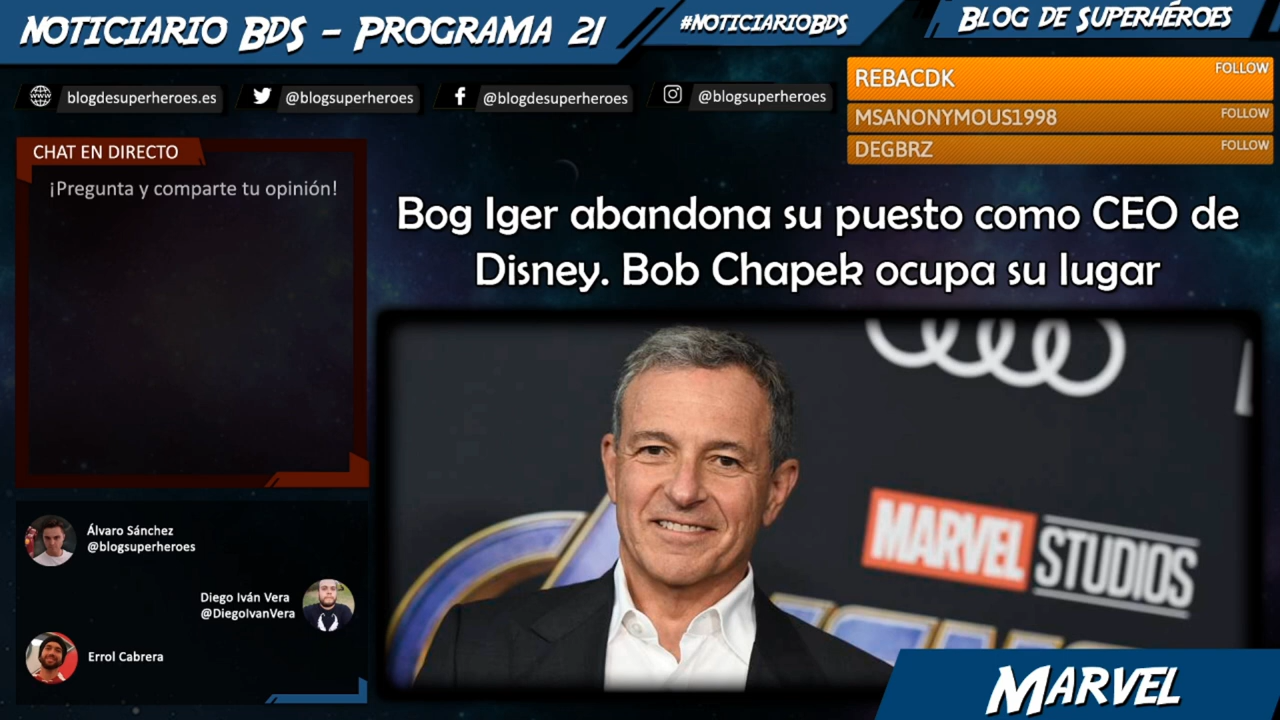 NOTICIARIO BDS - PROGRAMA 21
#NOTICIARIOBDS
BLOG DE SUPERHÉROES
blogdesuperheroes.es
@blogsuperheroes
@blogdesuperheroes
@blogsuperheroes
REBACDK
FOLLOW
MSANONYMOUS1998
FOLLOW
DEGBRZ
FOLLOW
CHAT EN DIRECTO
¡Pregunta y comparte tu opinión!
Bog Iger abandona su puesto como CEO de
Disney. Bob Chapek ocupa su lugar
MARVEL STUDIOS
Álvaro Sánchez
@blogsuperheroes
Diego Iván Vera
@DiegoIvanVera
Errol Cabrera
MARVEL